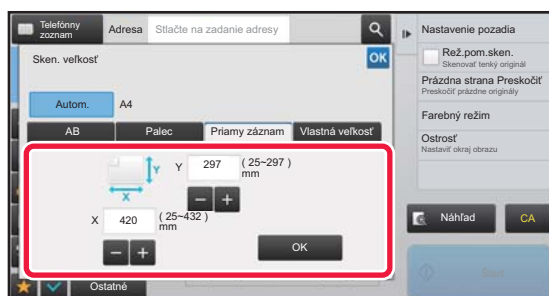 Telefónny
zoznam
Adresa
Stlačte na zadanie adresy
Nastavenie pozadia
Sken. veľkosť
OK
Rež.pom.sken.
Skenovať tenký originál
Prázdna strana Preskočiť
Preskočiť prázdne originály
Autom.
A4
Farebný režim
AB
Palec
Priamy záznam
Vlastná veľkosť
Ostrosť
Nastaviť okraj obrazu
Y
Y
297
(25~297)
mm
X
X
420
(25~432)
mm
OK
Náhľad
CA
Ostatné
Štart